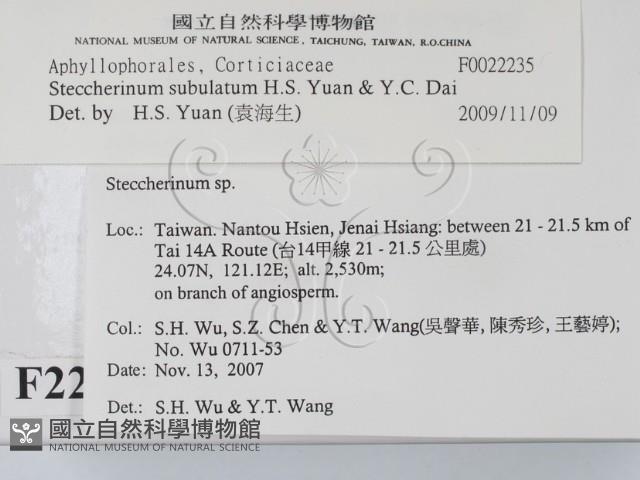 國立自然科學博物館
NATIONAL MUSEUM OF NATURAL SCIENCE, TAICHUNG, TAIWAN, R.O.CHINA
Aphyllophorales, Corticiaceae F0022235
Steccherinum subulatum H.S. Yuan & Y.C. Dai
Det. by H.S. Yuan (袁海生) 2009/11/09
Steccherinum sp.
Loc.: Taiwan. Nantou Hsien, Jenai Hsiang: between 21 - 21.5 km of
Tai 14A Route (台14甲線 21 - 21.5 公里處)
24.07N, 121.12E; alt. 2,530m;
on branch of angiosperm.
Col.: S.H. Wu, S.Z. Chen & Y.T. Wang(吳聲華, 陳秀珍, 王藝婷);
No. Wu 0711-53
Date: Nov. 13, 2007
Det.: S.H. Wu & Y.T. Wang
F22
國立自然科學博物館
NATIONAL MUSEUM OF NATURAL SCIENCE